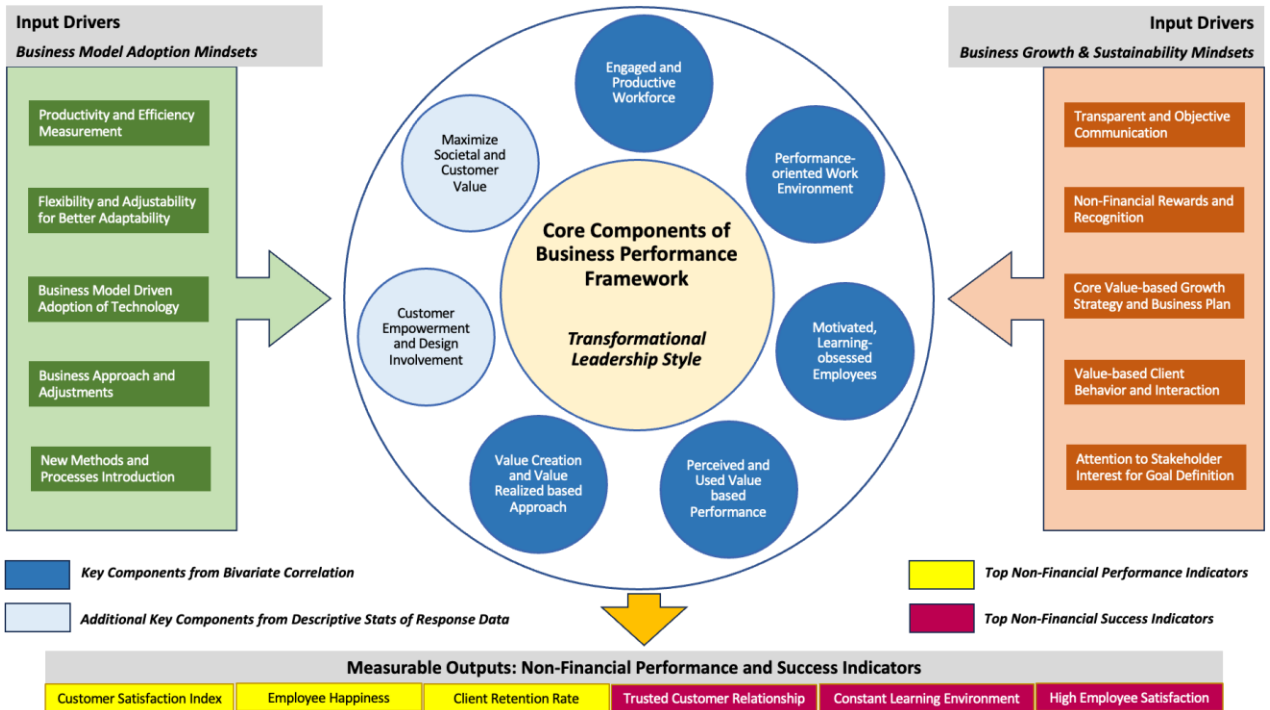 Input Drivers
Business Model Adoption Mindsets
Productivity and Efficiency
Measurement
Flexibility and Adjustability
for Better Adaptability
Business Model Driven
Adoption of Technology
Business Approach and
Adjustments
New Methods and
Processes Introduction
Engaged and
Productive
Workforce
Maximize
Societal and
Customer
Value
Performance-
oriented Work
Environment
Core Components of
Business Performance
Framework
Transformational
Leadership Style
Customer
Empowerment
and Design
Involvement
Motivated,
Learning-
obsessed
Employees
Value Creation
and Value
Realized based
Approach
Perceived and
Used Value
based
Performance
Input Drivers
Business Growth & Sustainability Mindsets
Transparent and Objective
Communication
Non-Financial Rewards and
Recognition
Core Value-based Growth
Strategy and Business Plan
Value-based Client
Behavior and Interaction
Attention to Stakeholder
Interest for Goal Definition
Key Components from Bivariate Correlation
Additional Key Components from Descriptive Stats of Response Data
Top Non-Financial Performance Indicators
Top Non-Financial Success Indicators
Measurable Outputs: Non-Financial Performance and Success Indicators
Customer Satisfaction Index
Employee Happiness
Client Retention Rate
Trusted Customer Relationship
Constant Learning Environment
High Employee Satisfaction